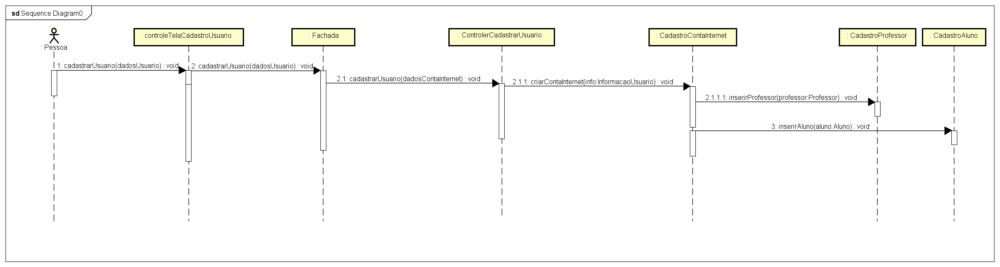 sd Sequence Diagram0
: Pessoa
: controleTelaCadastroUsuario
: Fachada
: ControlerCadastrarUsuario
: CadastroContaInternet
: CadastroProfessor
: CadastroAluno
1: cadastrarUsuario(dadosUsuario) : void
2: cadastrarUsuario(dadosUsuario) : void
2.1: cadastrarUsuario(dadosContaInternet) : void
2.1.1: criarContaInternet(info:InformacaoUsuario) : void
2.1.1.1: inserirProfessor(professor:Professor) : void
3: inserirAluno(aluno:Aluno) : void